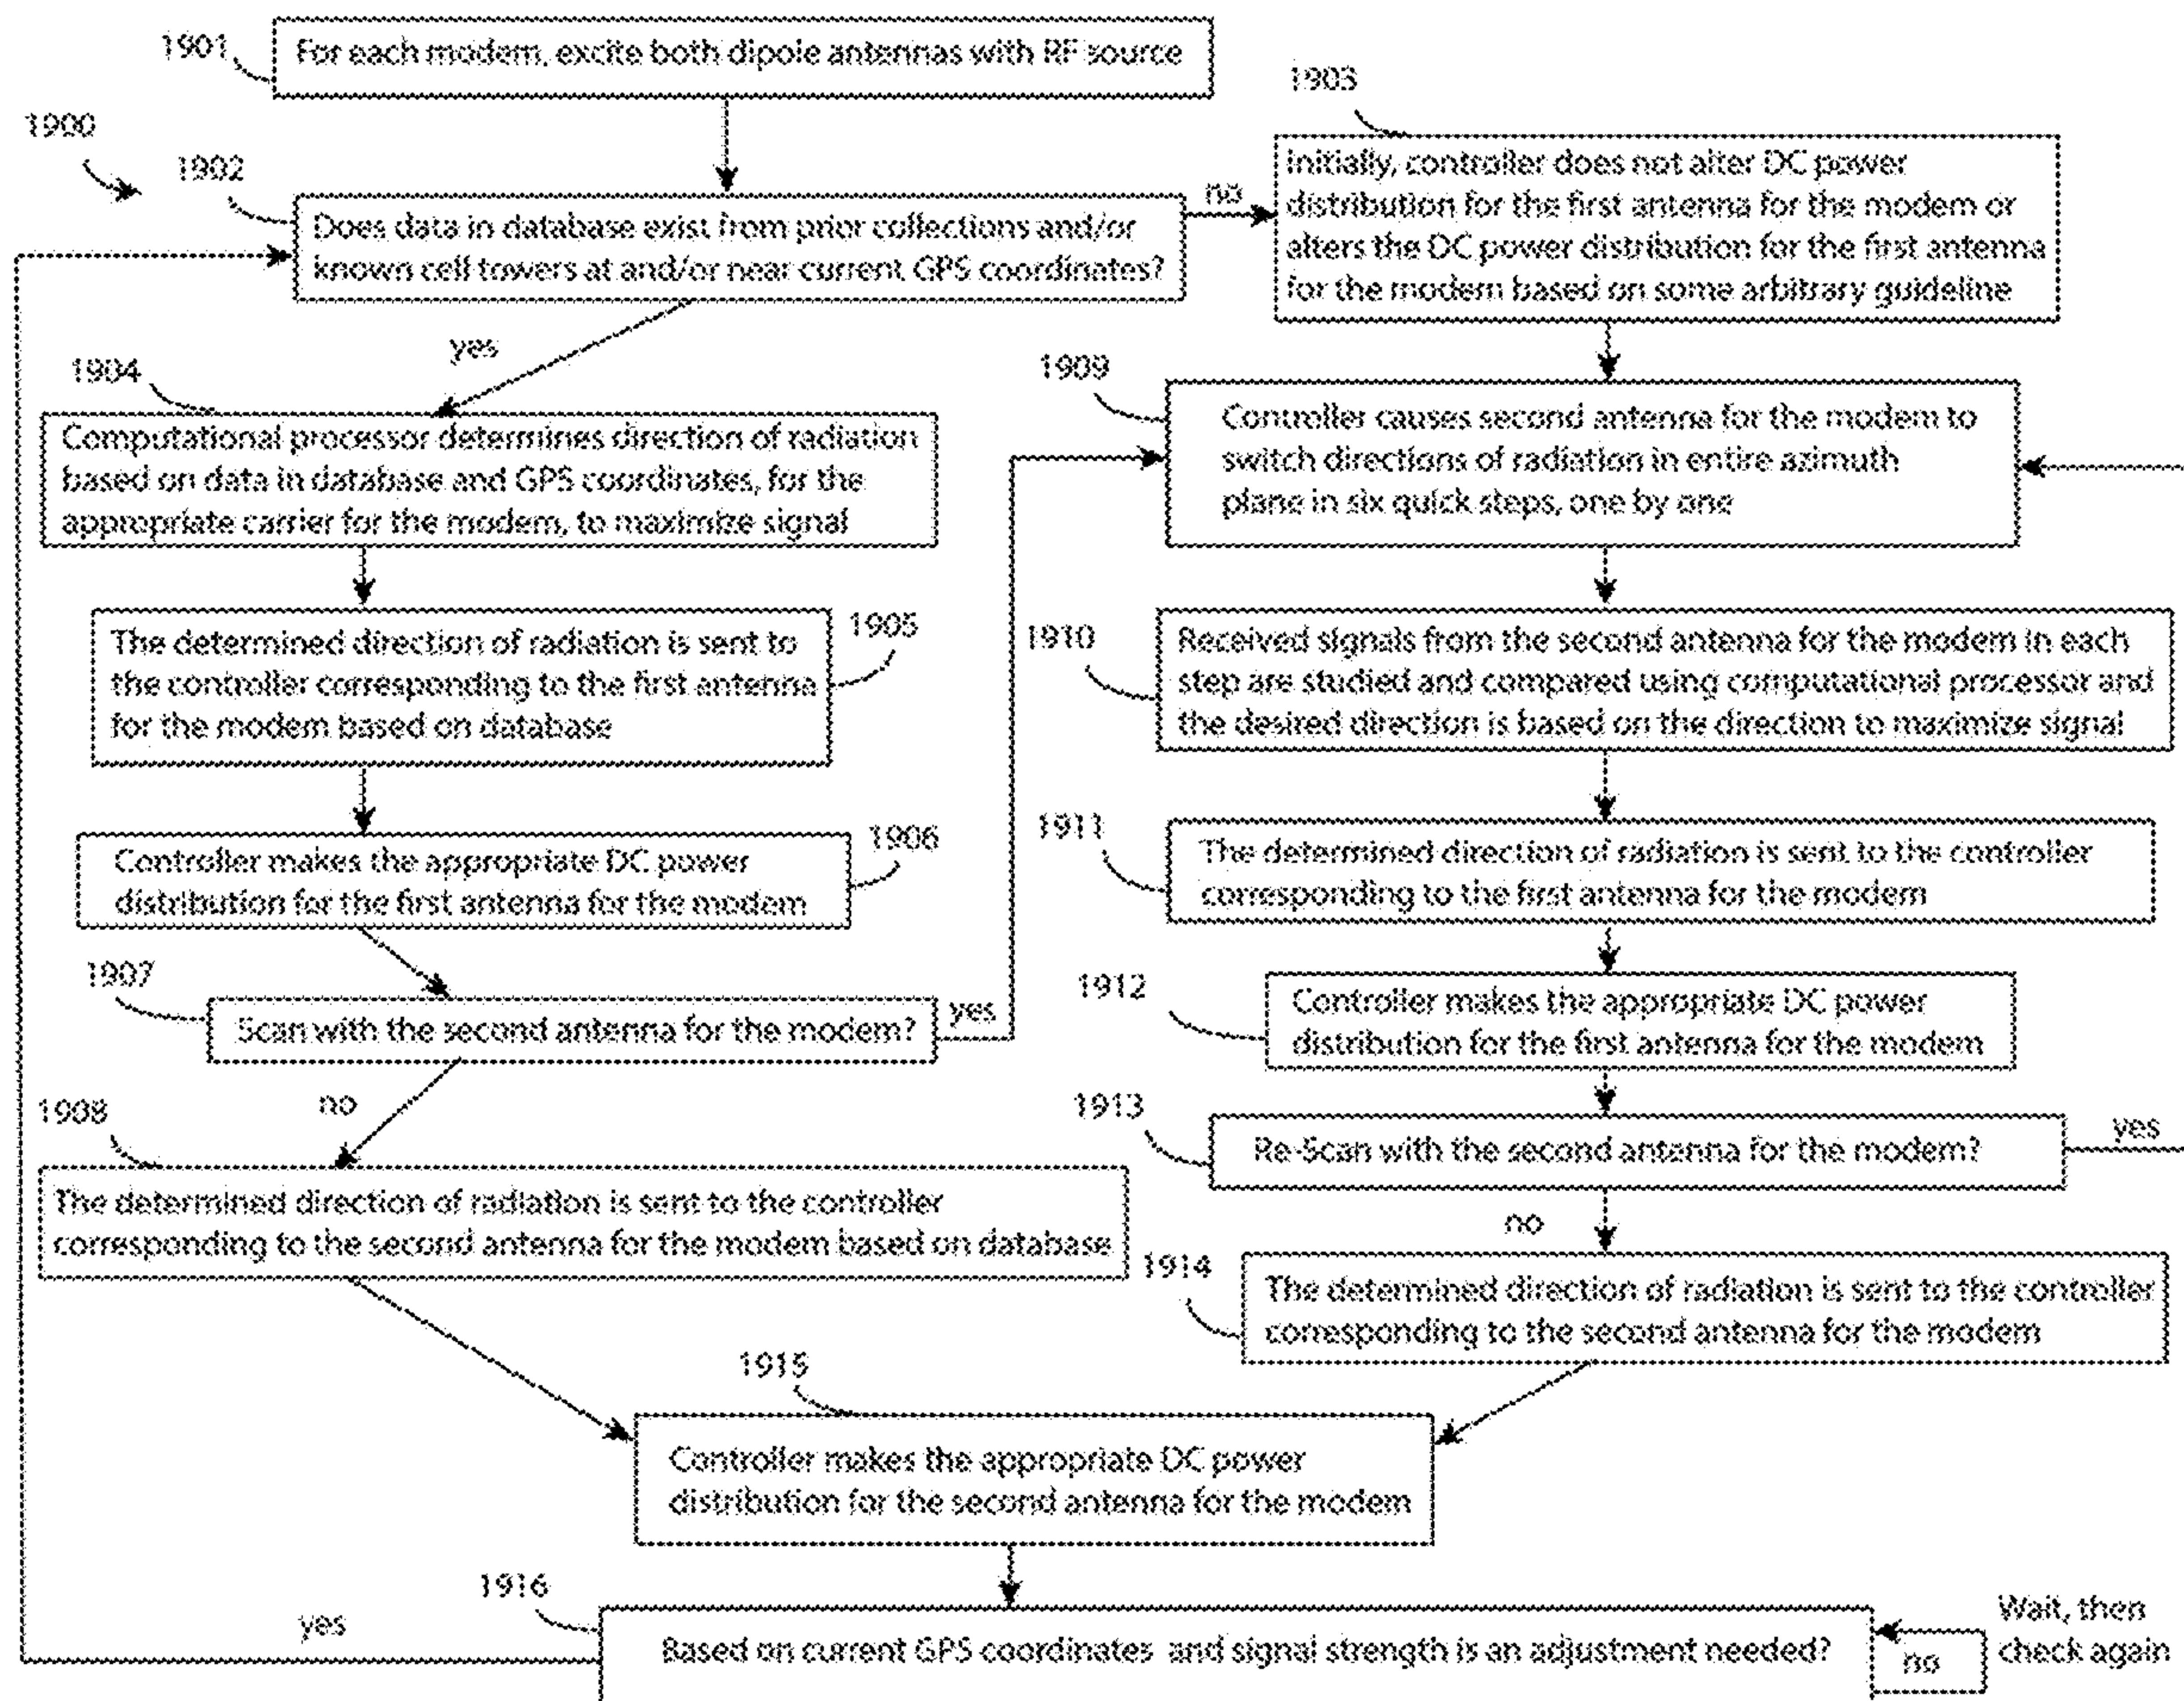 1901
For each modem, excite both dipole antennas with RF source
1900
1902
Does data in database exist from prior collections and/or
known cell towers at and/or near current GPS coordinates?
no
1903
Initially, controller does not alter DC power
distribution for the first antenna for the modem or
alters the DC power distribution for the first antenna
for the modem based on some arbitrary guideline
yes
1904
Computational processor determines direction of radiation
based on data in database and GPS coordinates, for the
appropriate carrier for the modem, to maximize signal
1905
The determined direction of radiation is sent to
the controller corresponding to the first antenna
for the modem based on database
1906
Controller makes the appropriate DC power
distribution for the first antenna for the modem
1907
Scan with the second antenna for the modem?
yes
no
1908
The determined direction of radiation is sent to the controller
corresponding to the second antenna for the modem based on database
1909
Controller causes second antenna for the modem to
switch directions of radiation in entire azimuth
plane in six quick steps, one by one
1910
Received signals from the second antenna for the modem in each
step are studied and compared using computational processor and
the desired direction is based on the direction to maximize signal
1911
The determined direction of radiation is sent to the controller
corresponding to the first antenna for the modem
1912
Controller makes the appropriate DC power
distribution for the first antenna for the modem
1913
Re-Scan with the second antenna for the modem?
yes
no
1914
The determined direction of radiation is sent to the controller
corresponding to the second antenna for the modem
1915
Controller makes the appropriate DC power
distribution for the second antenna for the modem
1916
yes
Based on current GPS coordinates and signal strength is an adjustment needed?
no
Wait, then
check again